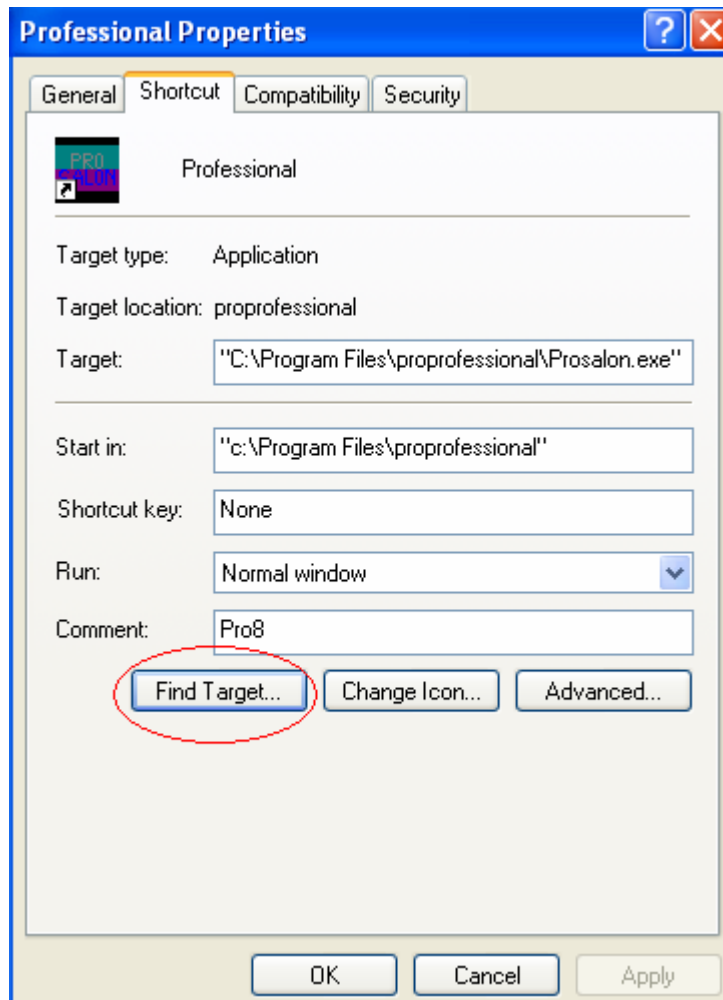 Professional Properties
General Shortcut Compatibility Security
PRO
SALON
Professional
Target type: Application
Target location: proprofessional
Target: "C:\Program Files\proprofessional\Prosalon.exe"
Start in: "c:\Program Files\proprofessional"
Shortcut key: None
Run: Normal window
Comment: Pro8
Find Target... Change Icon... Advanced...
OK Cancel Apply